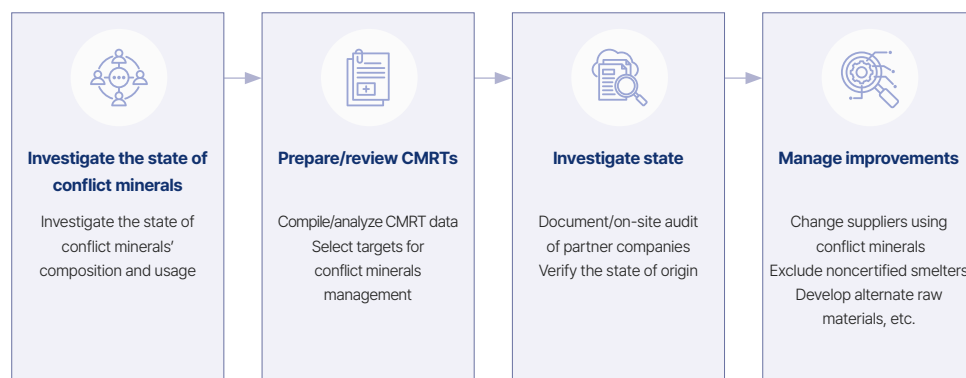 Investigate the state of
conflict minerals
Investigate the state of
conflict minerals’
composition and usage
Prepare/review CMRTs
Compile/analyze CMRT data
Select targets for
conflict minerals
management
Investigate state
Document/on-site audit
of partner companies
Verify the state of origin
Manage improvements
Change suppliers using
conflict minerals
Exclude noncertified smelters
Develop alternate raw
materials, etc.